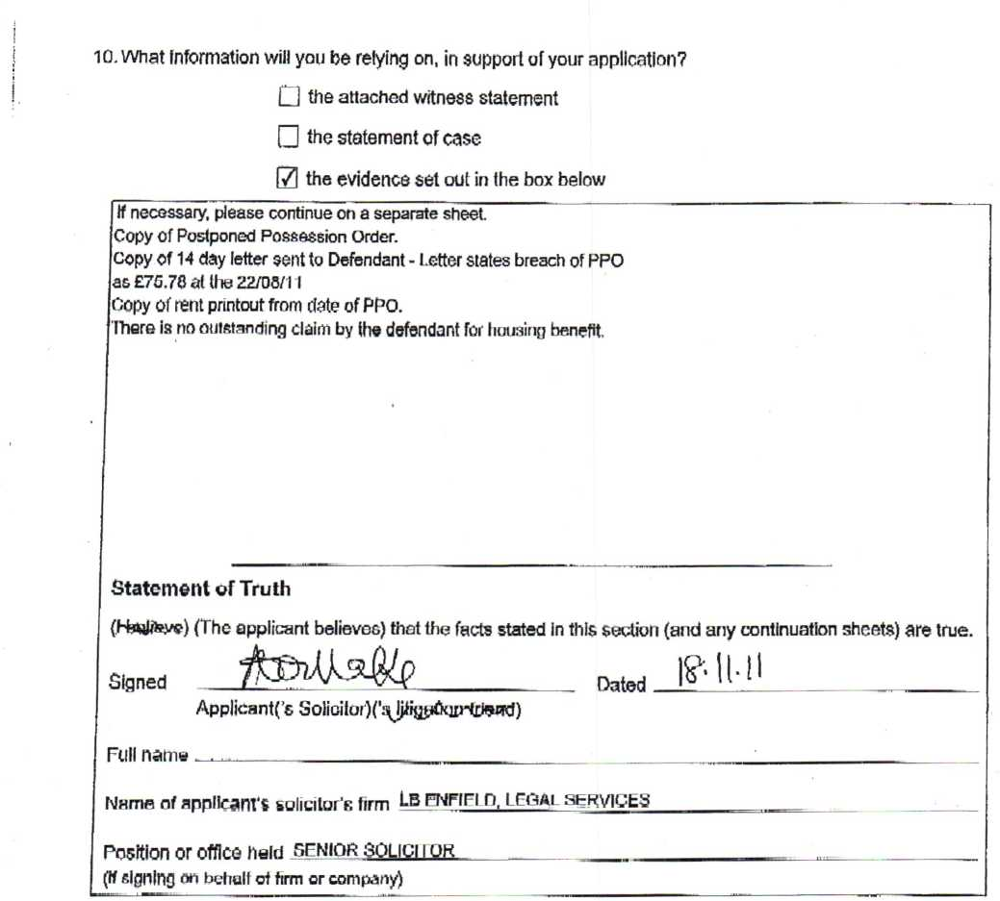 10. What information will you be relying on, in support of your application?
the attached witness statement
the statement of case
the evidence set out in the box below
If necessary, please continue on a separate sheet.
Copy of Postponed Possession Order.
Copy of 14 day letter sent to Defendant - Letter states breach of PPO
as £75.78 at the 22/08/11
Copy of rent printout from date of PPO.
There is no outstanding claim by the defendant for housing benefit.
Statement of Truth
(I believe) (The applicant believes) that the facts stated in this section (and any continuation sheets) are true.
Signed Dated 18.11.11
Applicant('s Solicitor)('s litigation friend)
Full name
Name of applicant's solicitor's firm LB ENFIELD, LEGAL SERVICES
Position or office held SENIOR SOLICITOR
(if signing on behalf of firm or company)